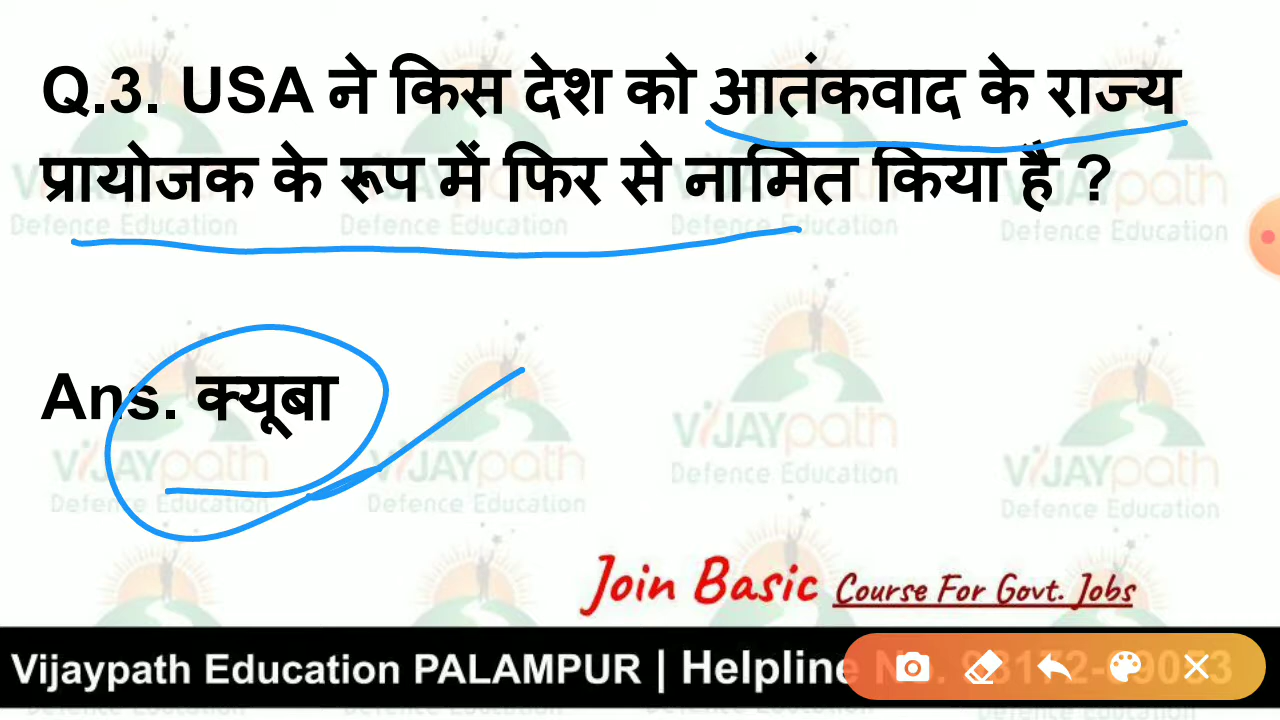 Q.3. USA ने किस देश को आतंकवाद के राज्य
प्रायोजक के रूप में फिर से नामित किया है ?
Ans. क्यूबा
Join Basic Course For Govt. Jobs
Vijaypath Education PALAMPUR | Helpline
VIJAYpath
Defence Education